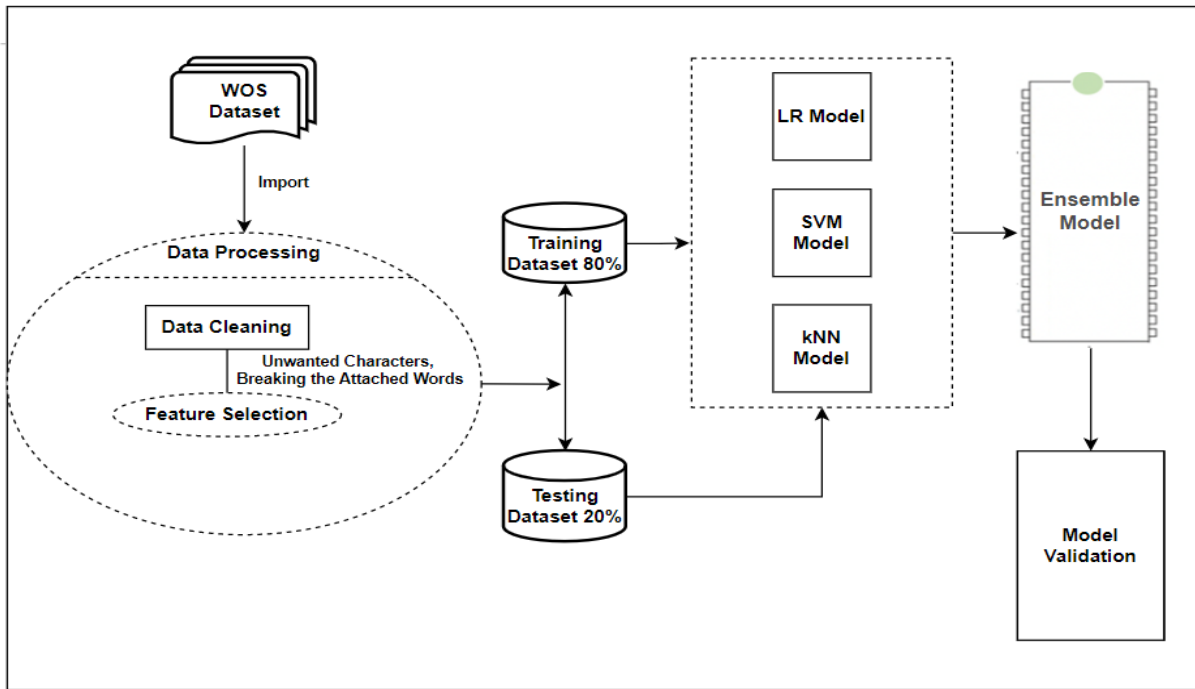 WOS
Dataset
Import
Data Processing
Data Cleaning
Unwanted Characters,
Breaking the Attached Words
Feature Selection
Training
Dataset 80%
Testing
Dataset 20%
LR Model
SVM
Model
kNN
Model
Ensemble
Model
Model
Validation